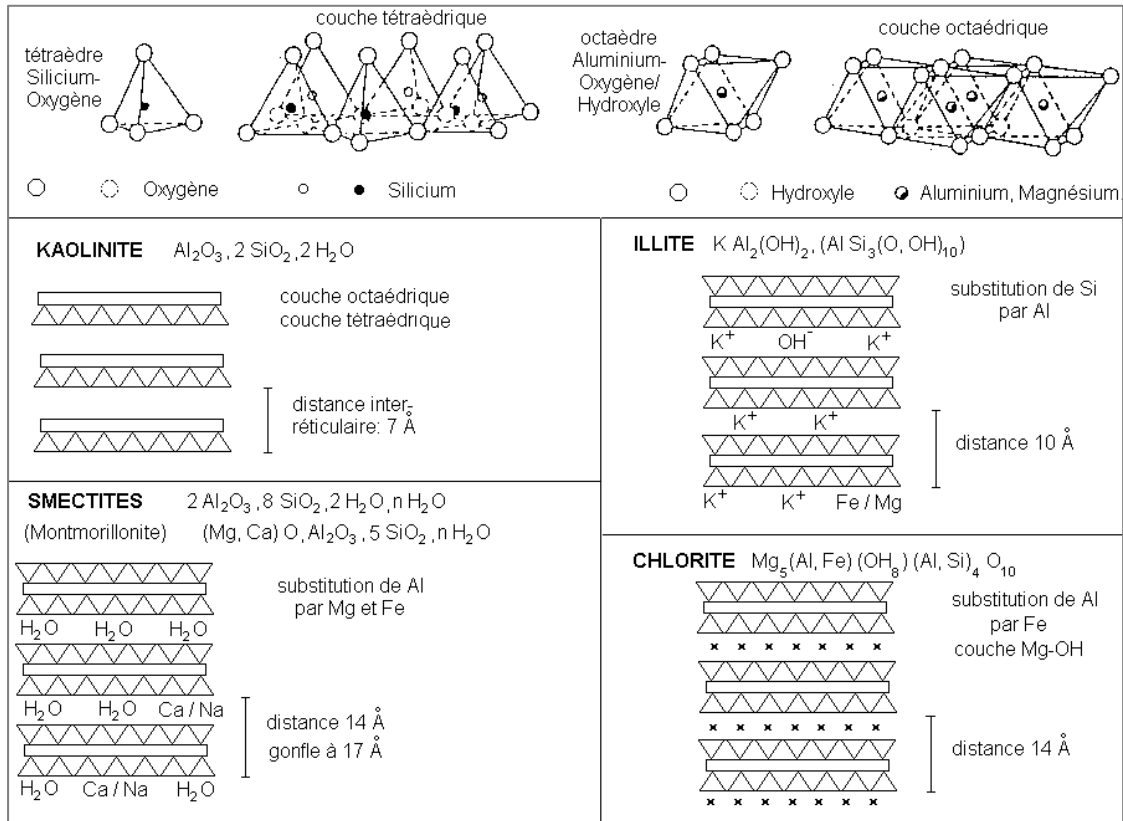 tétraèdre
Silicium-
Oxygène
couche tétraèdrique
octaèdre
Aluminium-
Oxygène/
Hydroxyle
couche octaédrique
Oxygène
Silicium
Hydroxyle
Aluminium, Magnésium,
KAOLINITE Al₂O₃, 2 SiO₂, 2 H₂O
couche octaédrique
couche tétraèdrique
distance inter-
réticulaire: 7 Å
ILLITE K Al₂(OH)₂, (Al Si₃(O, OH)₁₀)
substitution de Si
par Al
K⁺ OH⁻ K⁺
K⁺ K⁺
distance 10 Å
K⁺ K⁺ Fe / Mg
SMECTITES 2 Al₂O₃, 8 SiO₂, 2 H₂O, n H₂O
(Montmorillonite) (Mg, Ca) O, Al₂O₃, 5 SiO₂, n H₂O
substitution de Al
par Mg et Fe
H₂O H₂O H₂O
H₂O H₂O Ca / Na
distance 14 Å
gonfle à 17 Å
H₂O Ca / Na H₂O
CHLORITE Mg₅(Al, Fe) (OH₈) (Al, Si)₄ O₁₀
substitution de Al
par Fe
couche Mg-OH
distance 14 Å